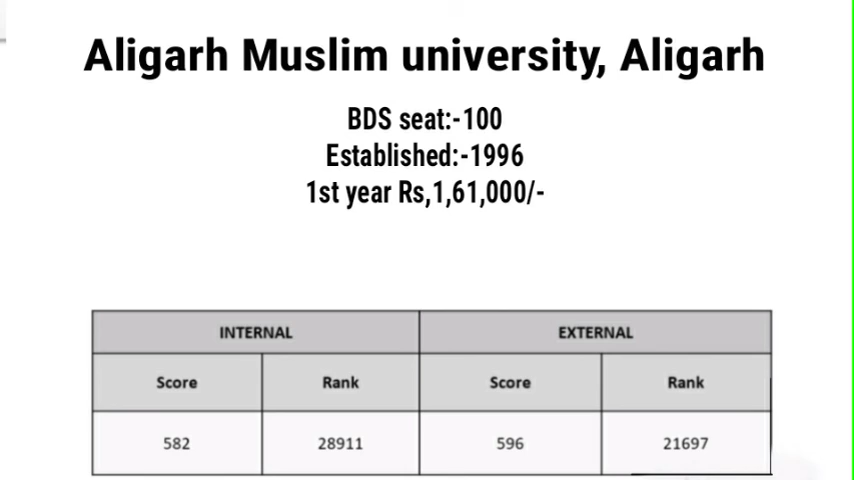 Aligarh Muslim university, Aligarh
BDS seat:-100
Established:-1996
1st year Rs,1,61,000/-
INTERNAL EXTERNAL
Score Rank Score Rank
582 28911 596 21697